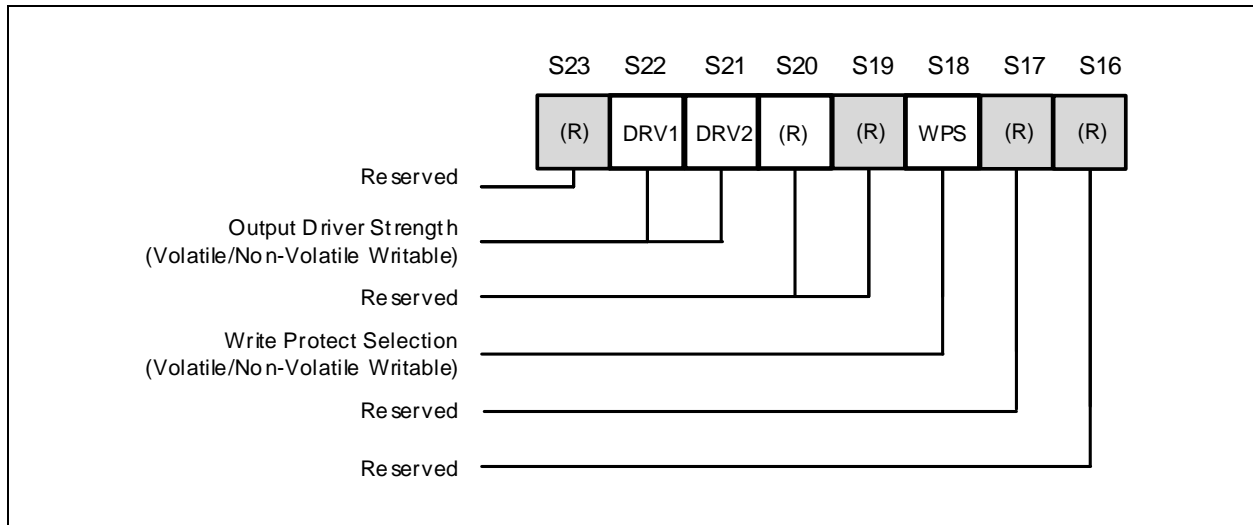 S23 S22 S21 S20 S19 S18 S17 S16
(R) DRV1 DRV2 (R) (R) WPS (R) (R)
Reserved
Output Driver Strength
(Volatile/Non-Volatile Writable)
Reserved
Write Protect Selection
(Volatile/Non-Volatile Writable)
Reserved
Reserved